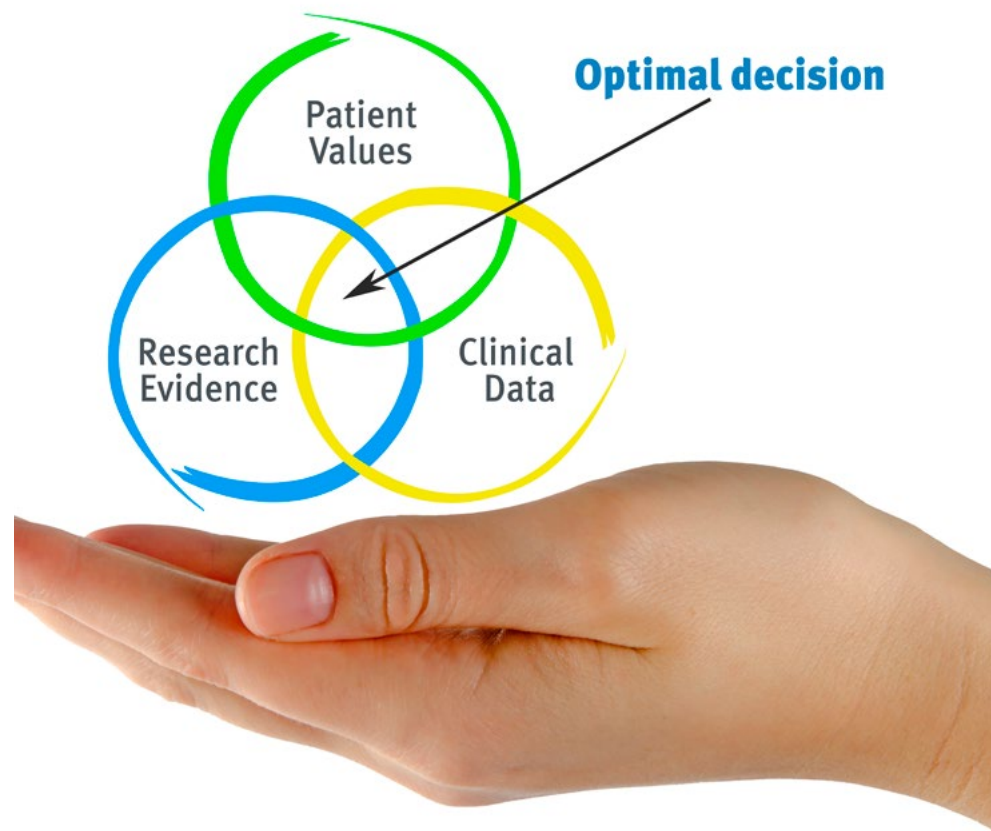 Optimal decision
Patient
Values
Research
Evidence
Clinical
Data